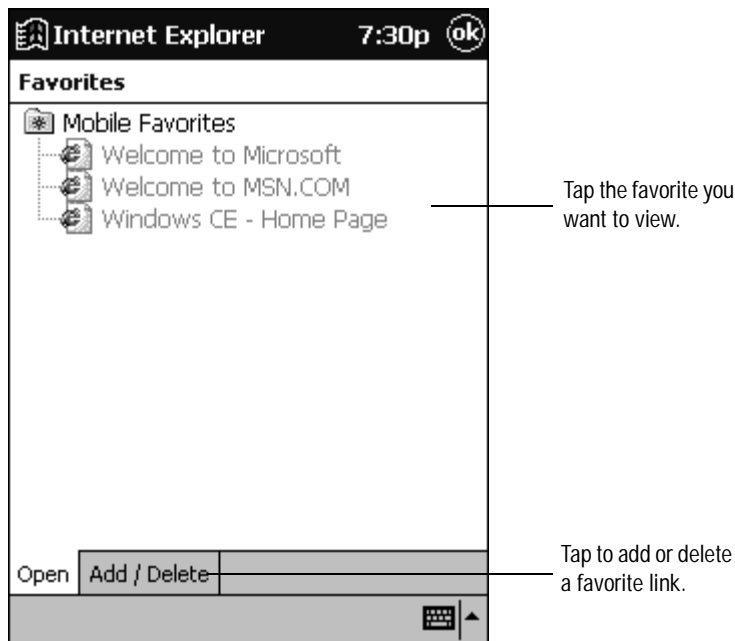 Internet Explorer 7:30p ok
Favorites
Mobile Favorites
Welcome to Microsoft
Welcome to MSN.COM
Windows CE - Home Page
Tap the favorite you
want to view.
Open Add / Delete
Tap to add or delete
a favorite link.